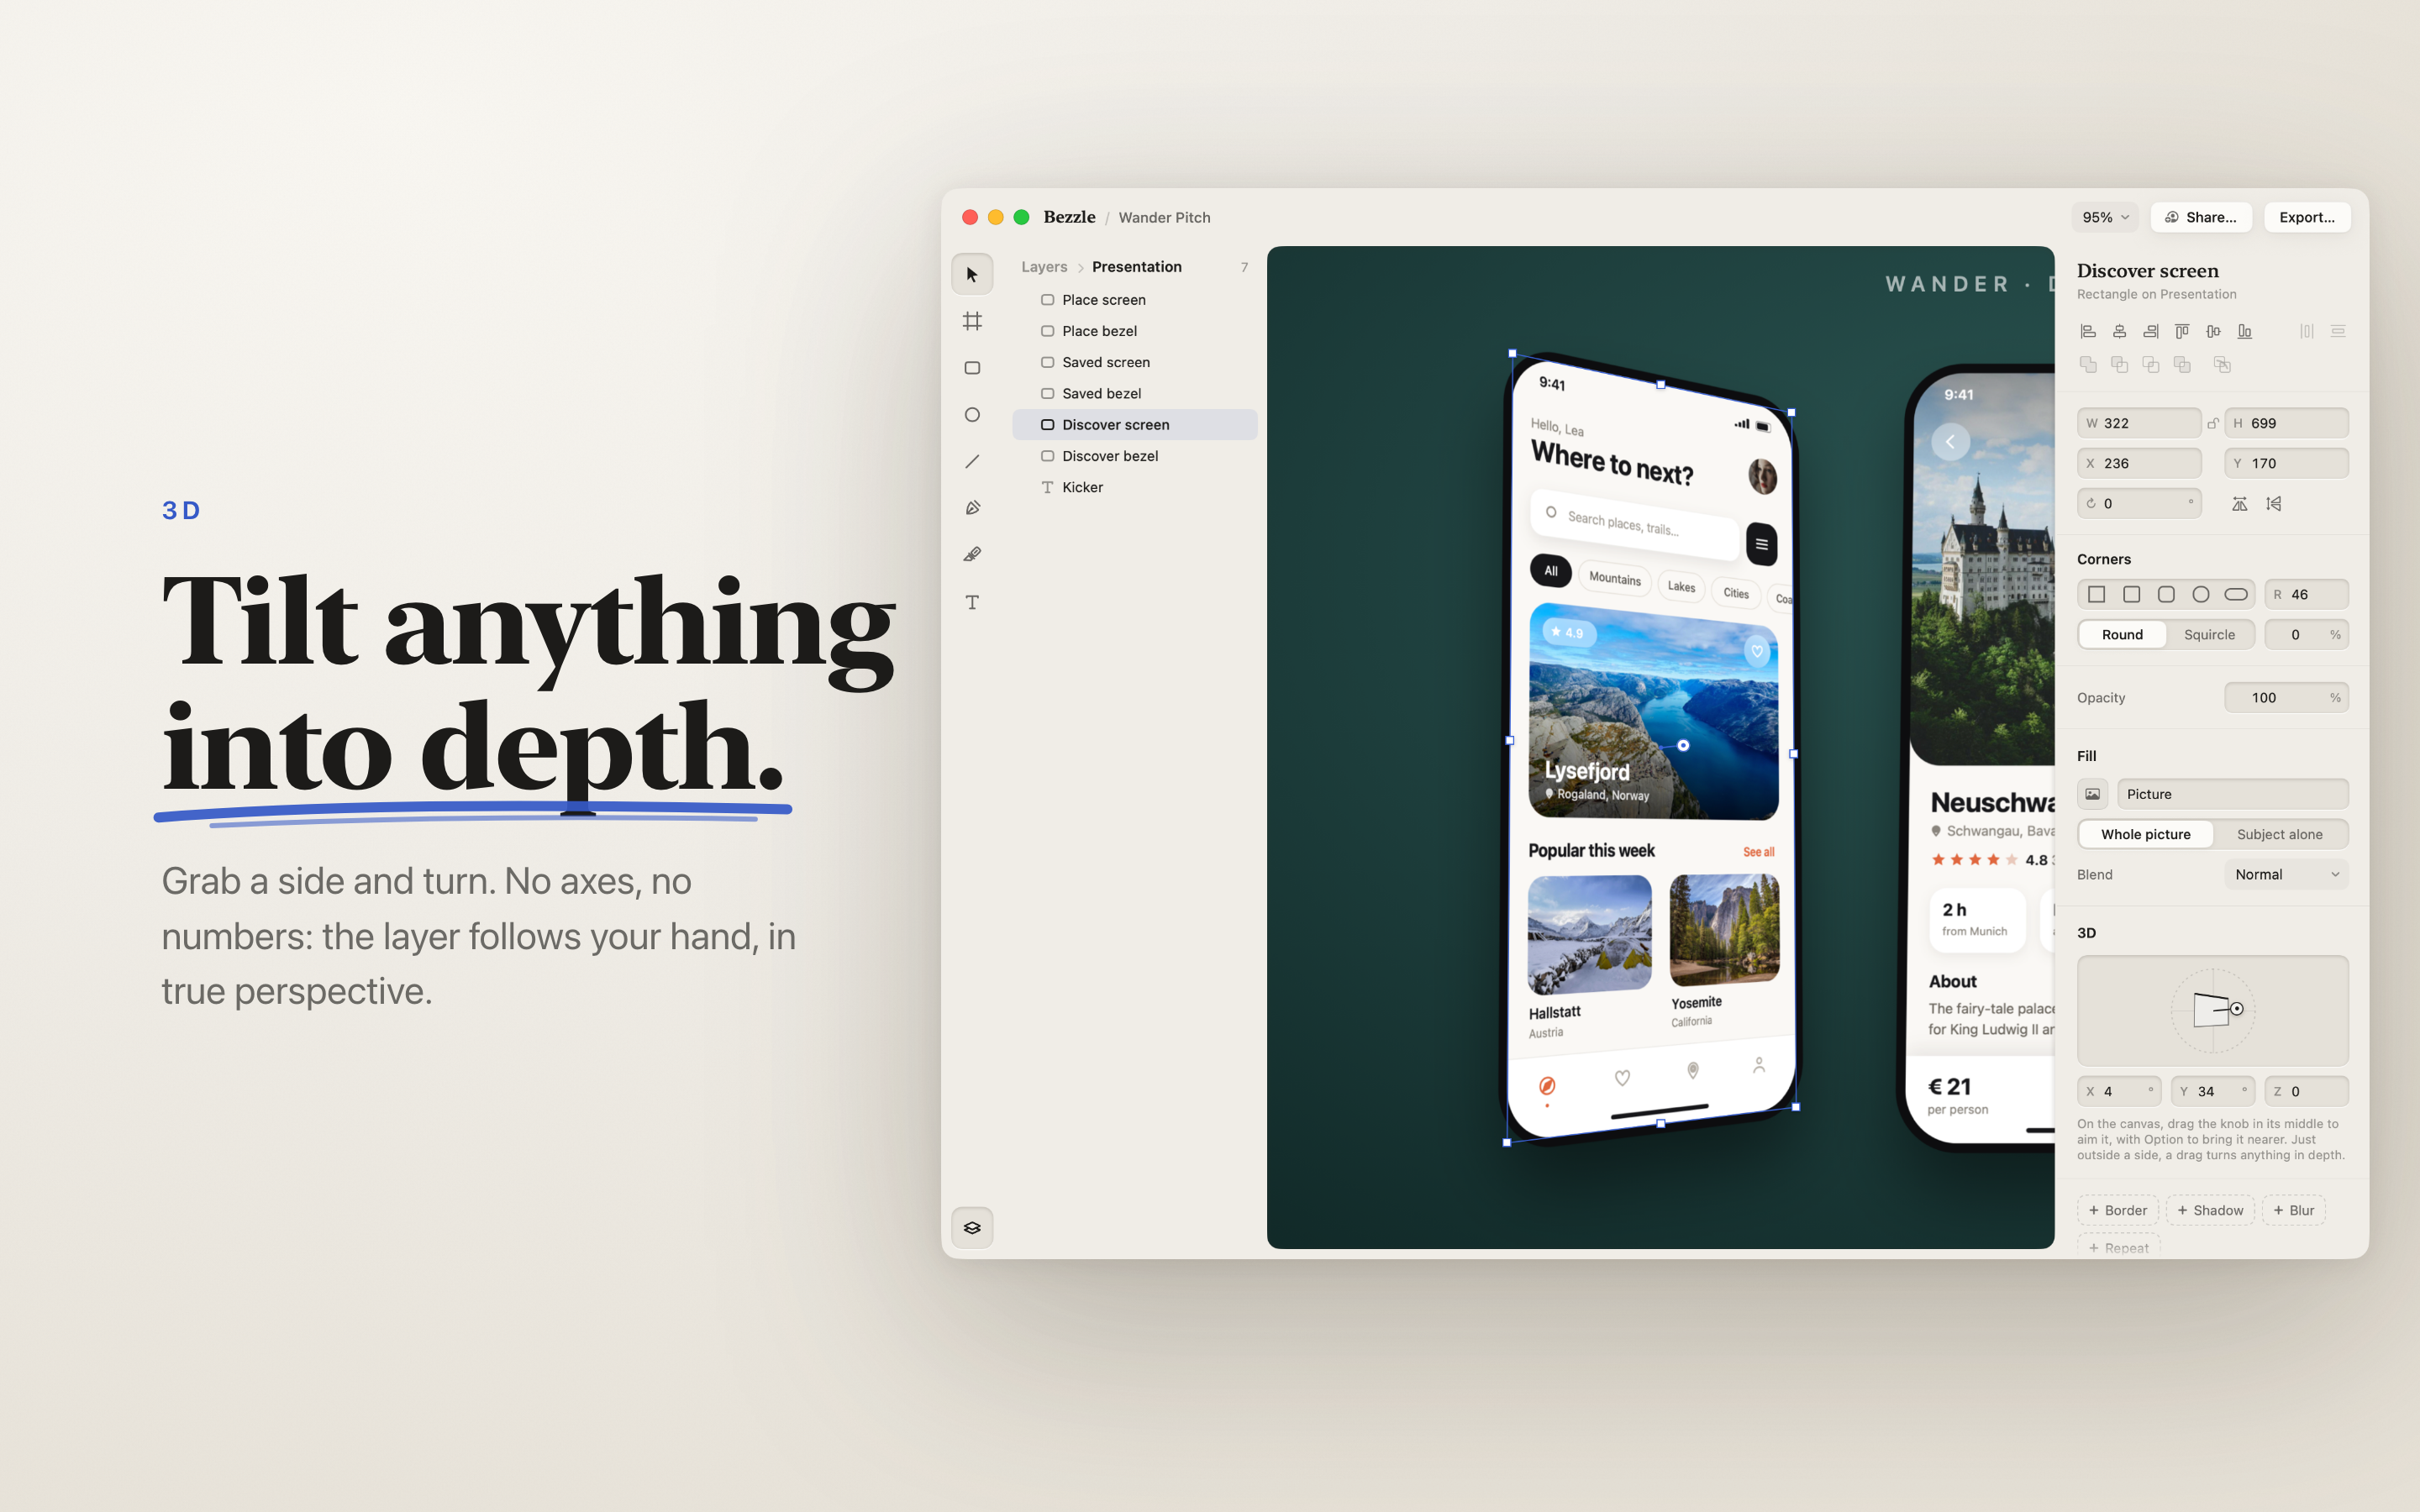 3D
Tilt anything
into depth.
Grab a side and turn. No axes, no
numbers: the layer follows your hand, in
true perspective.
Bezzle / Wander Pitch
95%
Share...
Export...
Layers > Presentation 7
Place screen
Place bezel
Saved screen
Saved bezel
Discover screen
Discover bezel
Kicker
WANDER ·
9:41
Hello, Lea
Where to next?
Search places, trails...
All
Mountains
Lakes
Cities
Coa
4.9
Lysefjord
Rogaland, Norway
Popular this week
See all
Hallstatt
Austria
Yosemite
California
9:41
Neuschwa
Schwangau, Bava
4.8
2 h
from Munich
About
The fairy-tale palace
for King Ludwig II ar
€ 21
per person
Discover screen
Rectangle on Presentation
W 322
H 699
X 236
Y 170
0 °
Corners
R 46
Round
Squircle
0 %
Opacity
100 %
Fill
Picture
Whole picture
Subject alone
Blend
Normal
3D
X 4 °
Y 34 °
Z 0
On the canvas, drag the knob in its middle to
aim it, with Option to bring it nearer. Just
outside a side, a drag turns anything in depth.
+ Border
+ Shadow
+ Blur
+ Repeat